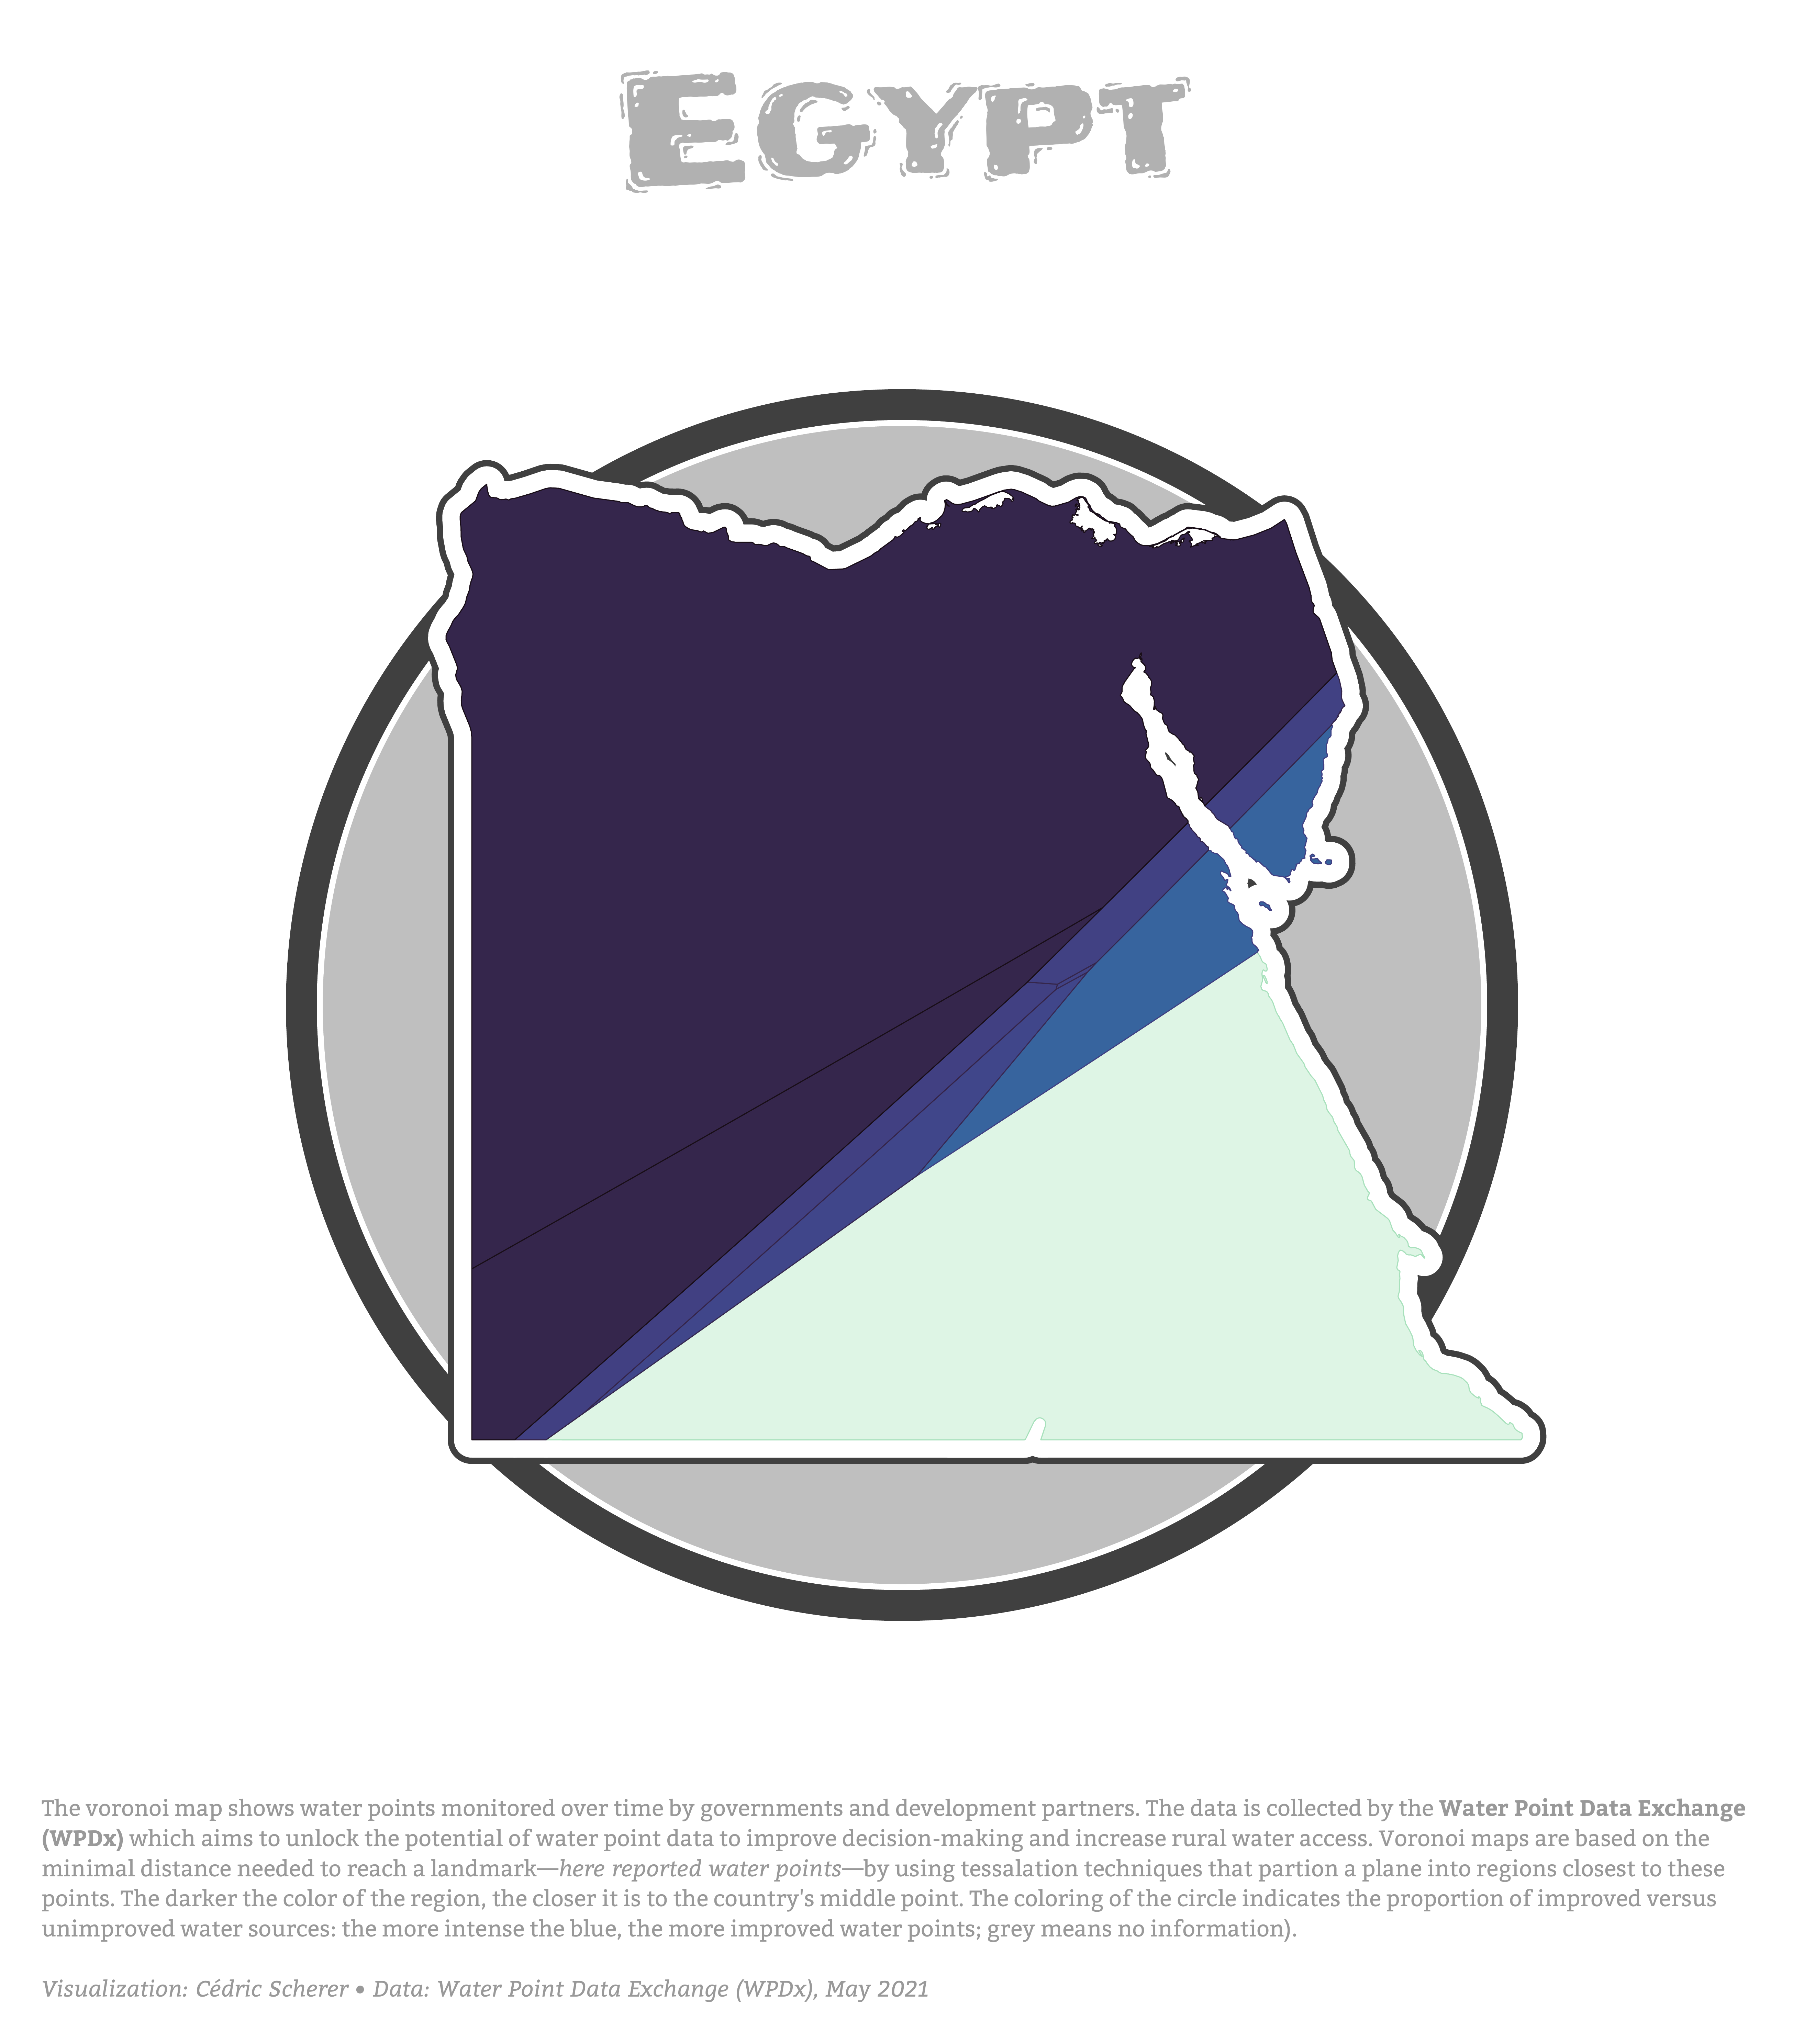 EGYPT
The voronoi map shows water points monitored over time by governments and development partners. The data is collected by the Water Point Data Exchange
(WPDx) which aims to unlock the potential of water point data to improve decision-making and increase rural water access. Voronoi maps are based on the
minimal distance needed to reach a landmark—here reported water points—by using tessalation techniques that partion a plane into regions closest to these
points. The darker the color of the region, the closer it is to the country's middle point. The coloring of the circle indicates the proportion of improved versus
unimproved water sources: the more intense the blue, the more improved water points; grey means no information).
Visualization: Cédric Scherer • Data: Water Point Data Exchange (WPDx), May 2021